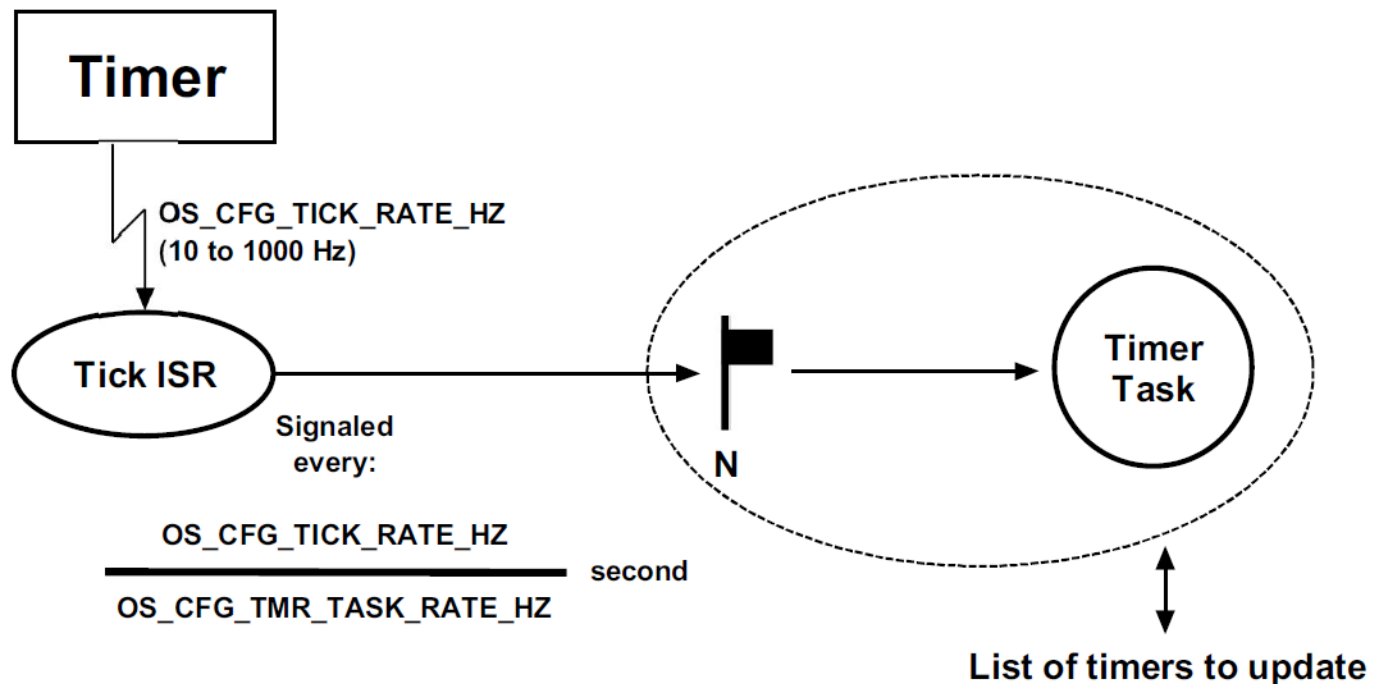 Timer
OS_CFG_TICK_RATE_HZ
(10 to 1000 Hz)
Tick ISR
Signaled
every:
OS_CFG_TICK_RATE_HZ
second
OS_CFG_TMR_TASK_RATE_HZ
N
Timer
Task
List of timers to update